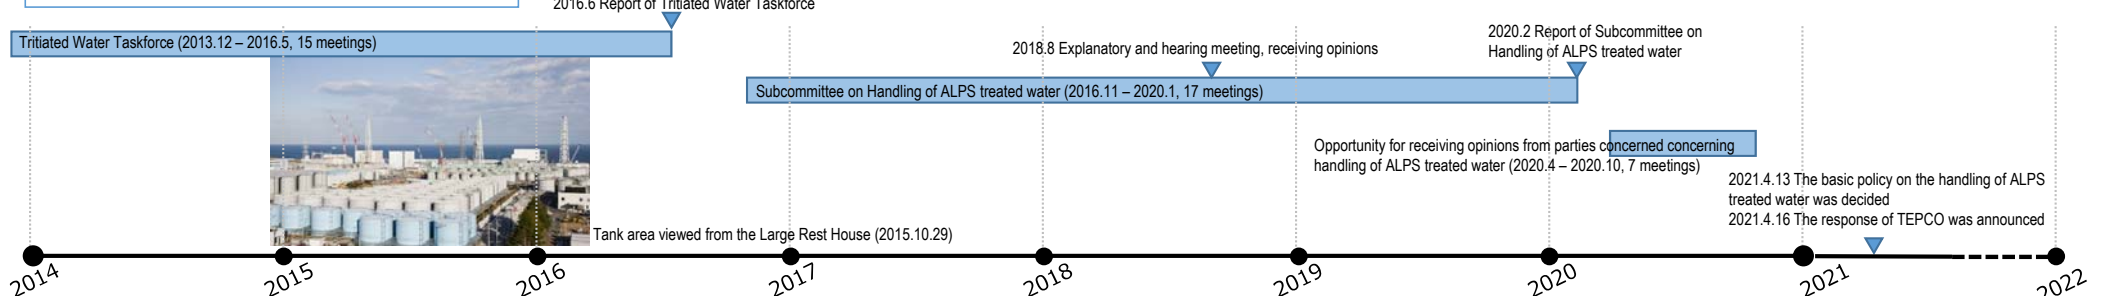 2016.6 Report of Tritiated Water Taskforce
Tritiated Water Taskforce (2013.12 – 2016.5, 15 meetings)
2018.8 Explanatory and hearing meeting, receiving opinions
2020.2 Report of Subcommittee on
Handling of ALPS treated water
Subcommittee on Handling of ALPS treated water (2016.11 – 2020.1, 17 meetings)
Opportunity for receiving opinions from parties concerned concerning
handling of ALPS treated water (2020.4 – 2020.10, 7 meetings)
2021.4.13 The basic policy on the handling of ALPS
treated water was decided
2021.4.16 The response of TEPCO was announced
Tank area viewed from the Large Rest House (2015.10.29)
2014
2015
2016
2017
2018
2019
2020
2021
2022